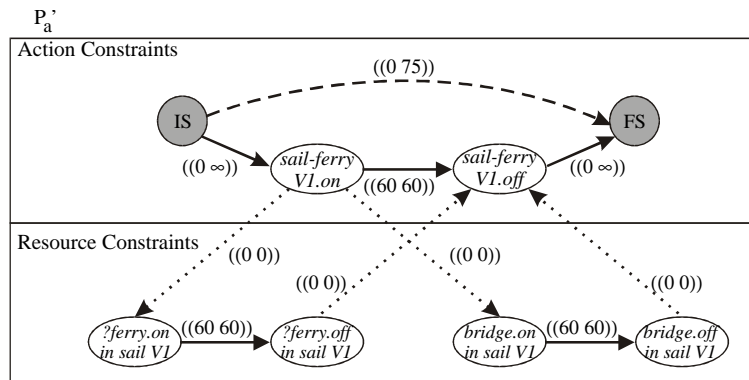 Pa’
Action Constraints
((0 75))
IS
FS
((0 ∞))
sail-ferry
V1.on
((60 60))
sail-ferry
V1.off
((0 ∞))
Resource Constraints
((0 0))
((0 0))
((0 0))
((0 0))
?ferry.on
in sail V1
((60 60))
?ferry.off
in sail V1
bridge.on
in sail V1
((60 60))
bridge.off
in sail V1